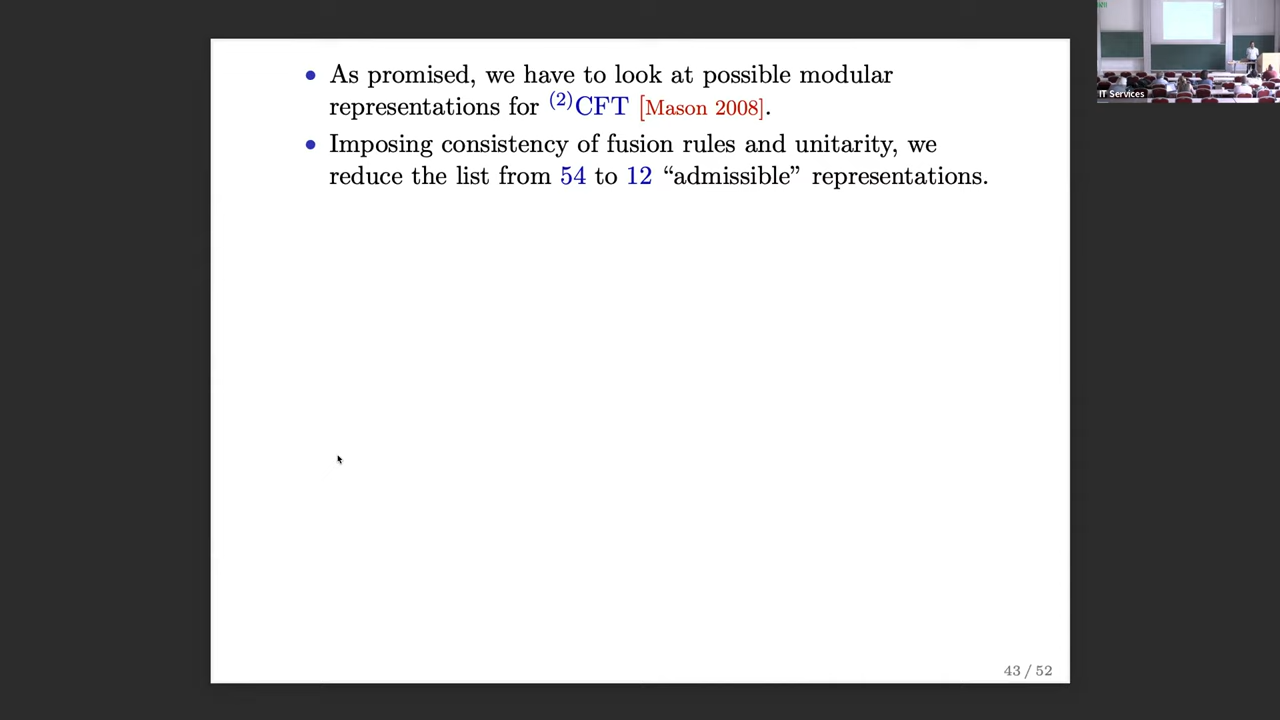 • As promised, we have to look at possible modular
representations for ⁽²⁾CFT [Mason 2008].
• Imposing consistency of fusion rules and unitarity, we
reduce the list from 54 to 12 “admissible” representations.
43 / 52
IT Services